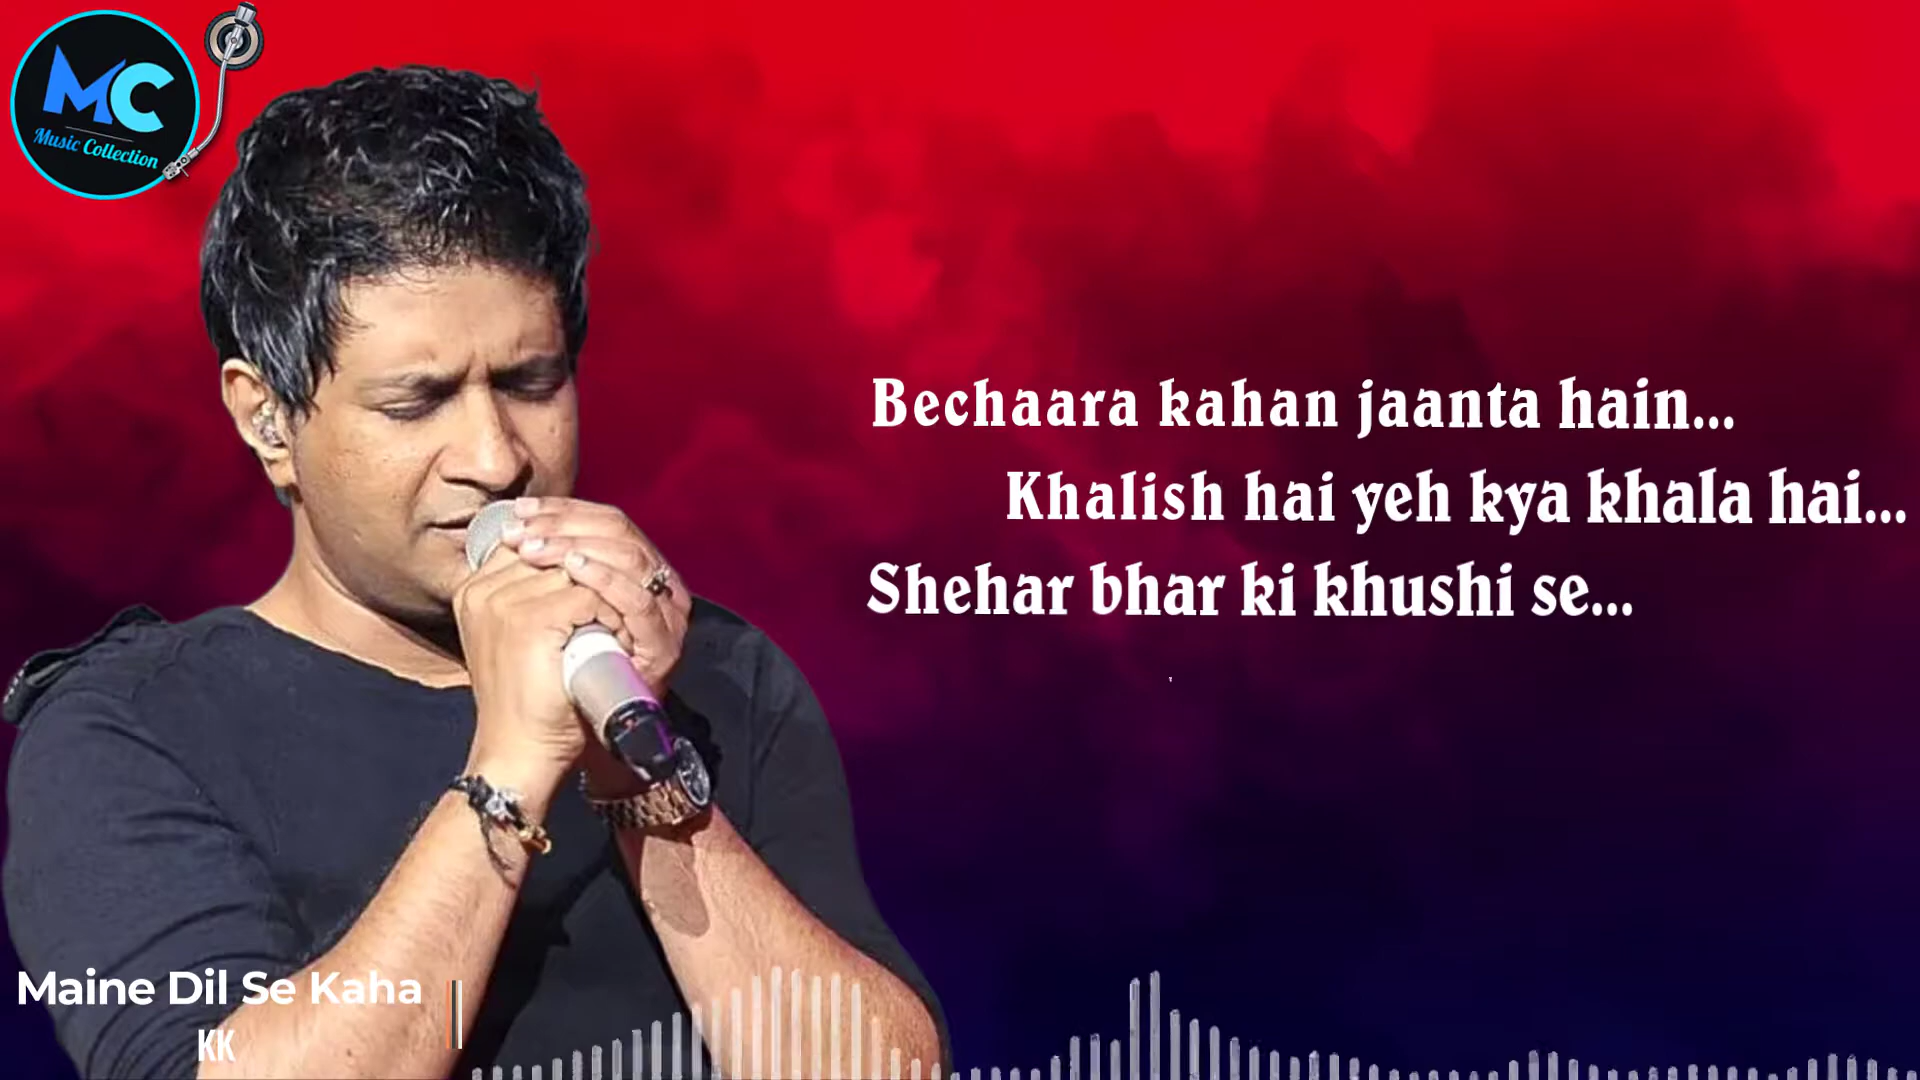 MC
Music Collection
Bechaara kahan jaanta hain...
Khalish hai yeh kya khala hai...
Shehar bhar ki khushi se...
Maine Dil Se Kaha
KK